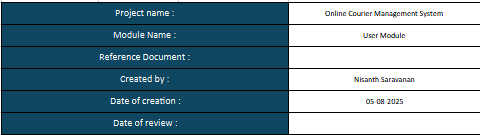 Project name : Online Courier Management System
Module Name : User Module
Reference Document :
Created by : Nisanth Saravanan
Date of creation : 05-08-2025
Date of review :